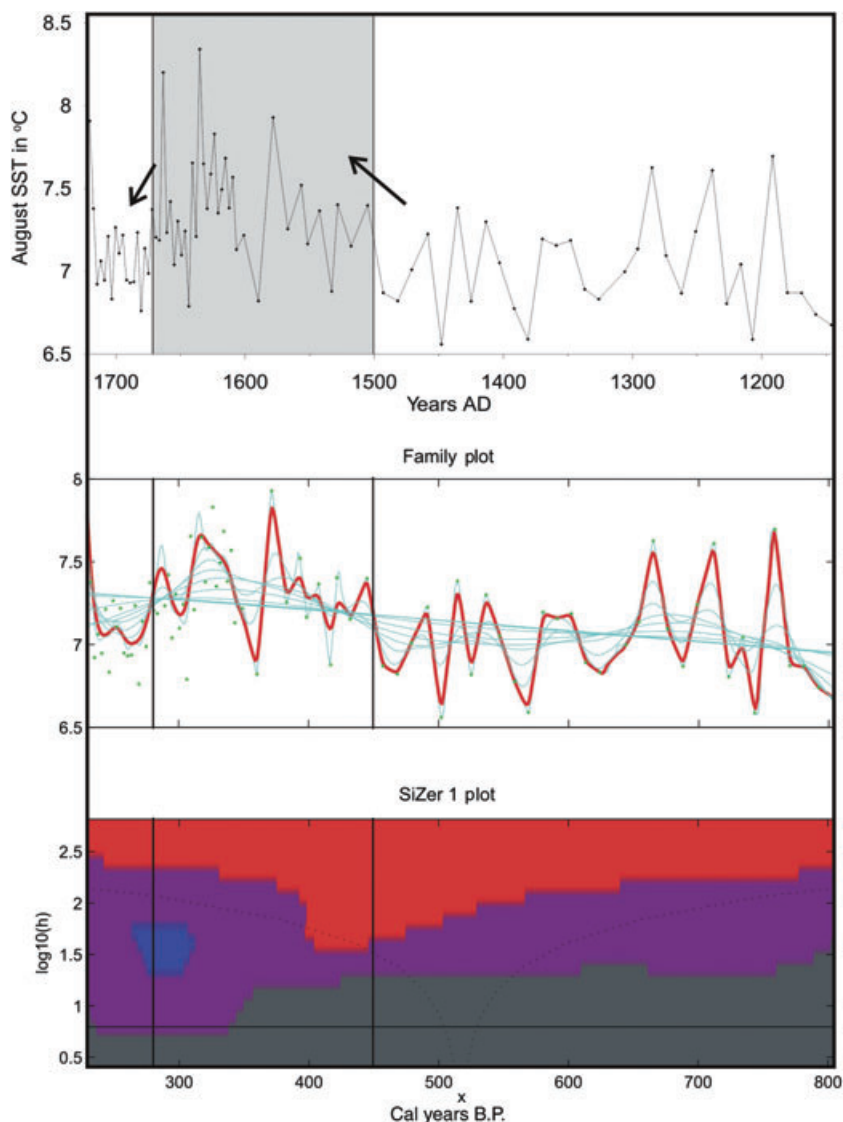 8.5
8
7.5
7
6.5
August SST in ºC
1700 1600 1500 1400 1300 1200
Years AD
Family plot
8
7.5
7
6.5
SiZer 1 plot
2.5
2
1.5
1
0.5
log10(h)
300 400 500 600 700 800
x
Cal years B.P.